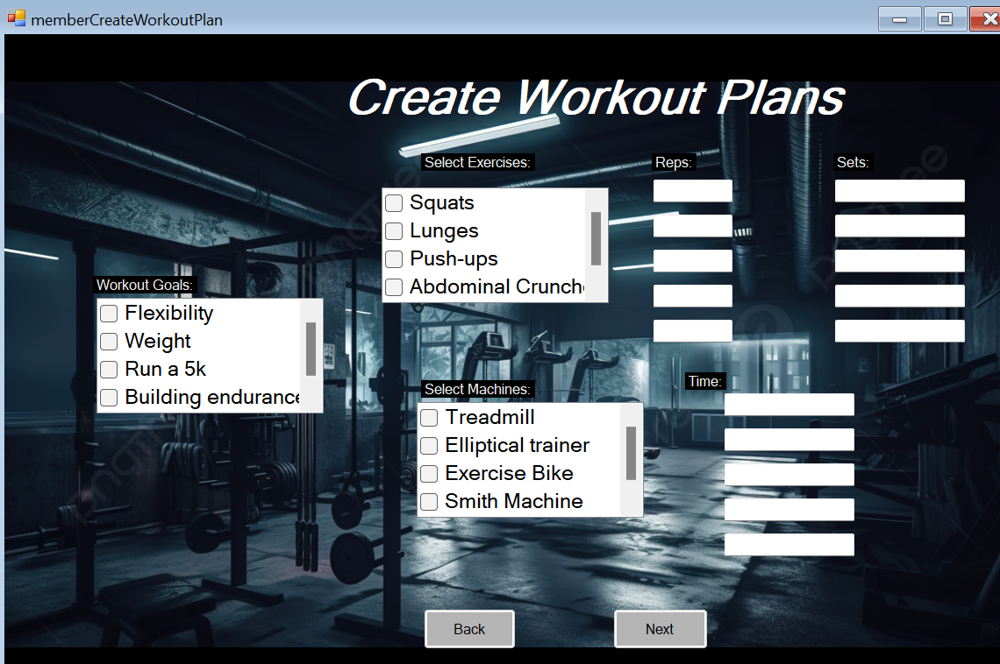 memberCreateWorkoutPlan
Create Workout Plans
Select Exercises:
Reps:
Sets:
Squats
Lunges
Push-ups
Abdominal Crunche
Workout Goals:
Flexibility
Weight
Run a 5k
Building endurance
Select Machines:
Time:
Treadmill
Elliptical trainer
Exercise Bike
Smith Machine
Back
Next
pngtree